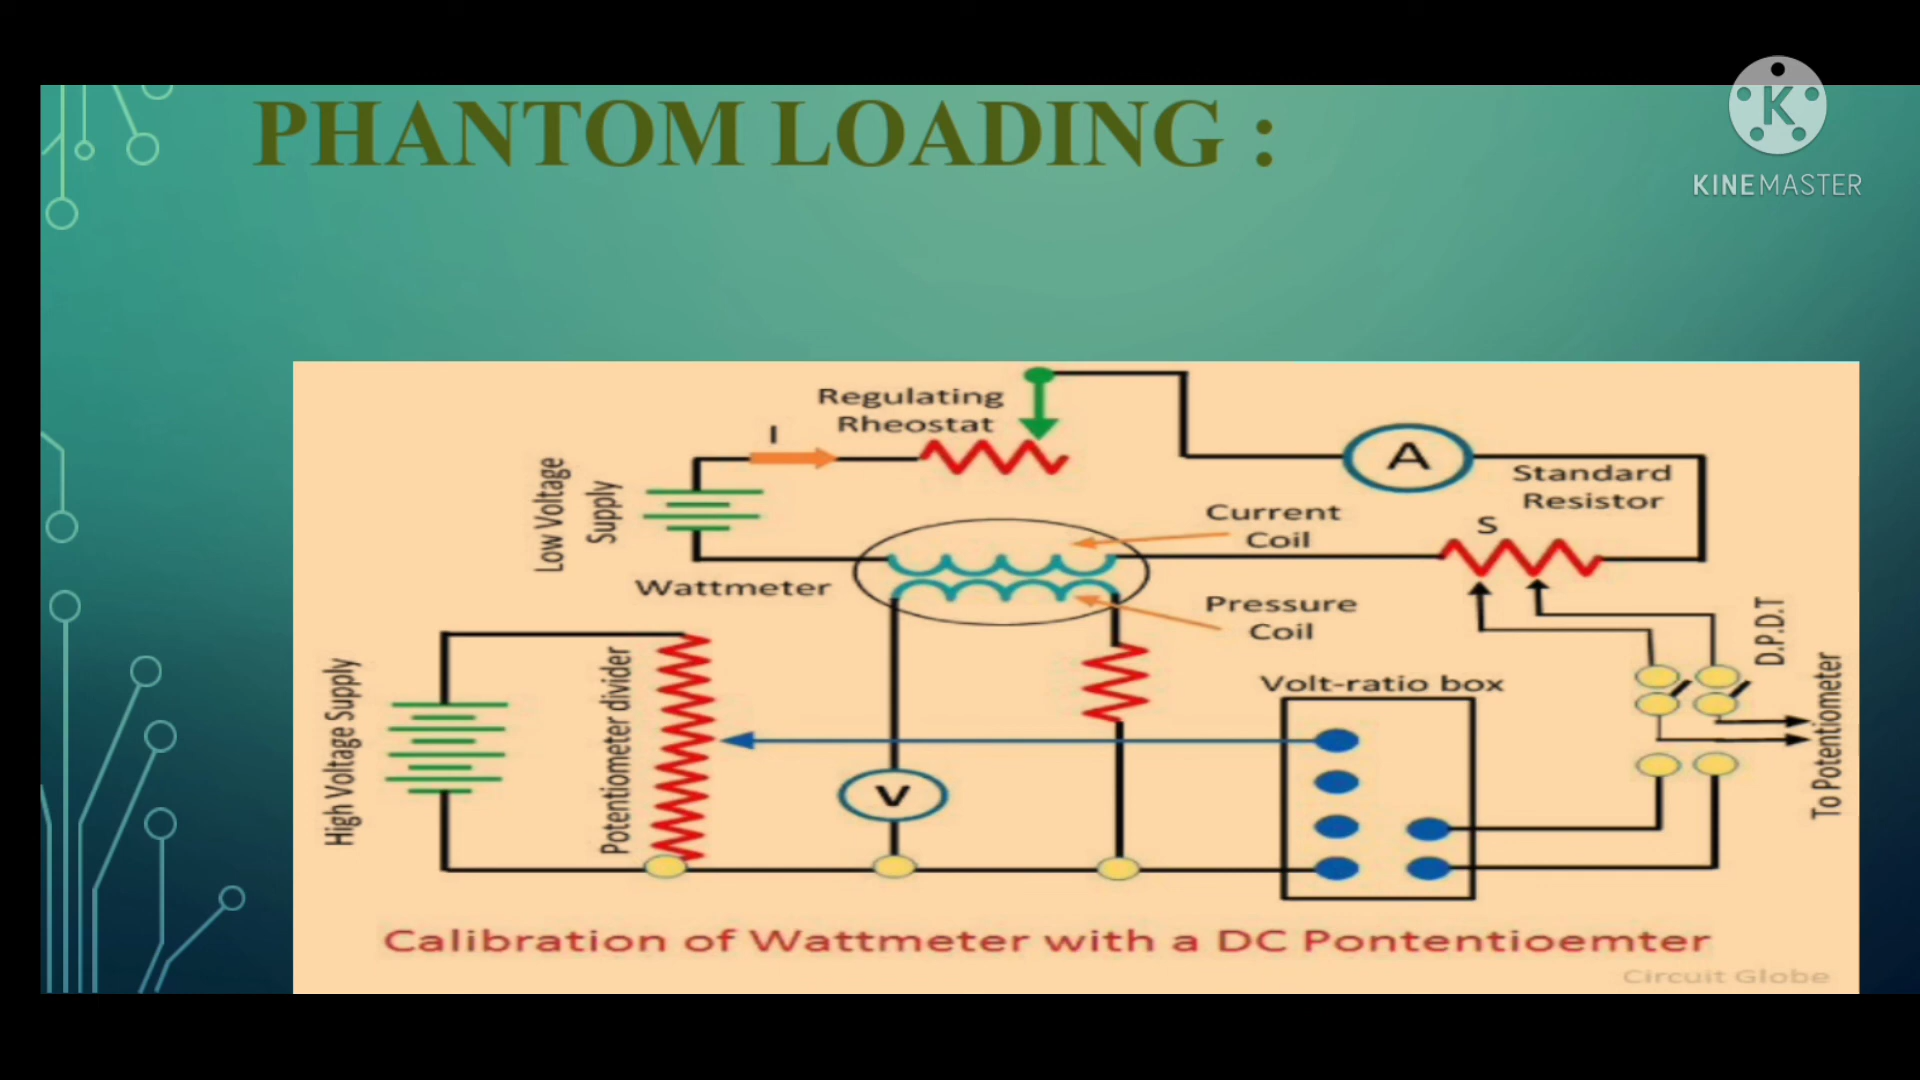 PHANTOM LOADING :
K
KINEMASTER
Regulating
Rheostat
I
A
Standard
Resistor
S
Low Voltage
Supply
Current
Coil
Wattmeter
Pressure
Coil
D.P.D.T
To Potentiometer
High Voltage Supply
Potentiometer divider
Volt-ratio box
V
Calibration of Wattmeter with a DC Pontentioemter
Circuit Globe